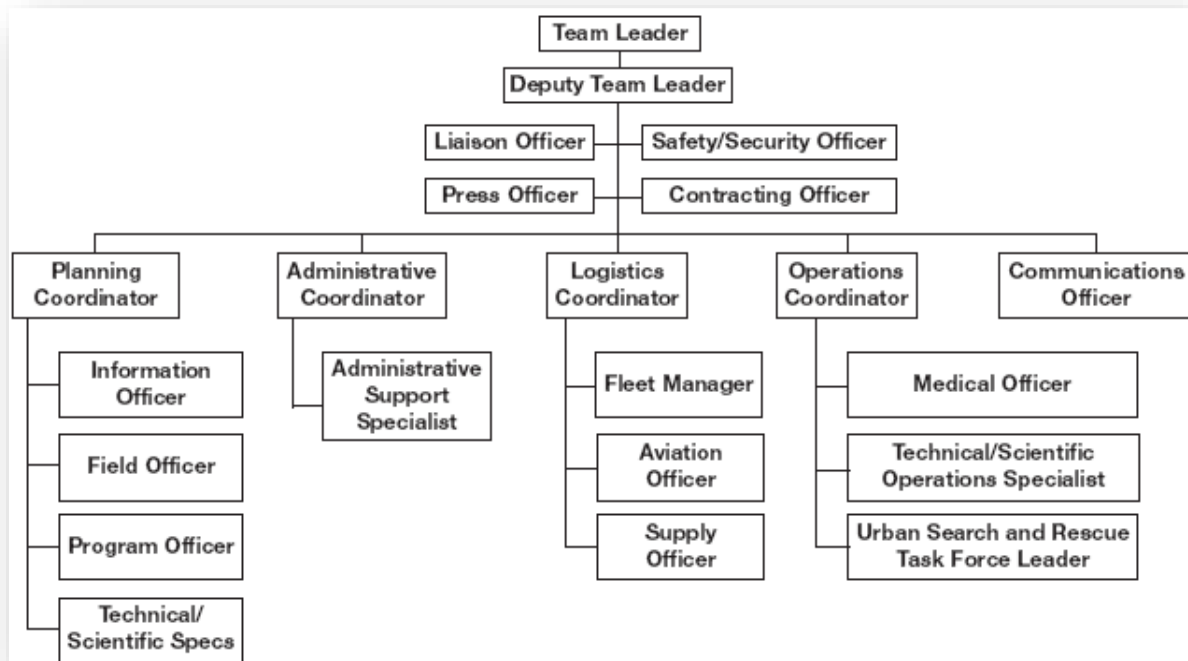 Team Leader
Deputy Team Leader
Liaison Officer
Safety/Security Officer
Press Officer
Contracting Officer
Planning
Coordinator
Administrative
Coordinator
Logistics
Coordinator
Operations
Coordinator
Communications
Officer
Information
Officer
Field Officer
Program Officer
Technical/
Scientific Specs
Administrative
Support
Specialist
Fleet Manager
Aviation
Officer
Supply
Officer
Medical Officer
Technical/Scientific
Operations Specialist
Urban Search and Rescue
Task Force Leader